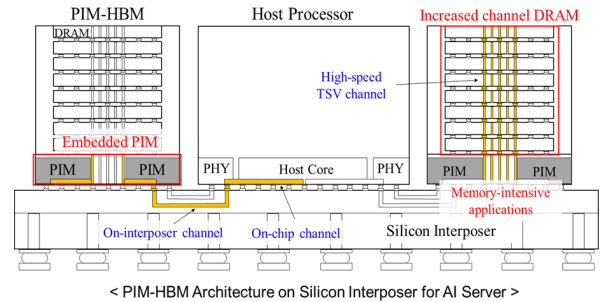 PIM-HBM
Host Processor
Increased channel DRAM
DRAM
High-speed
TSV channel
Embedded PIM
PIM
PIM
PHY
Host Core
PHY
PIM
PIM
Memory-intensive
applications
On-interposer channel
On-chip channel
Silicon Interposer
< PIM-HBM Architecture on Silicon Interposer for AI Server >